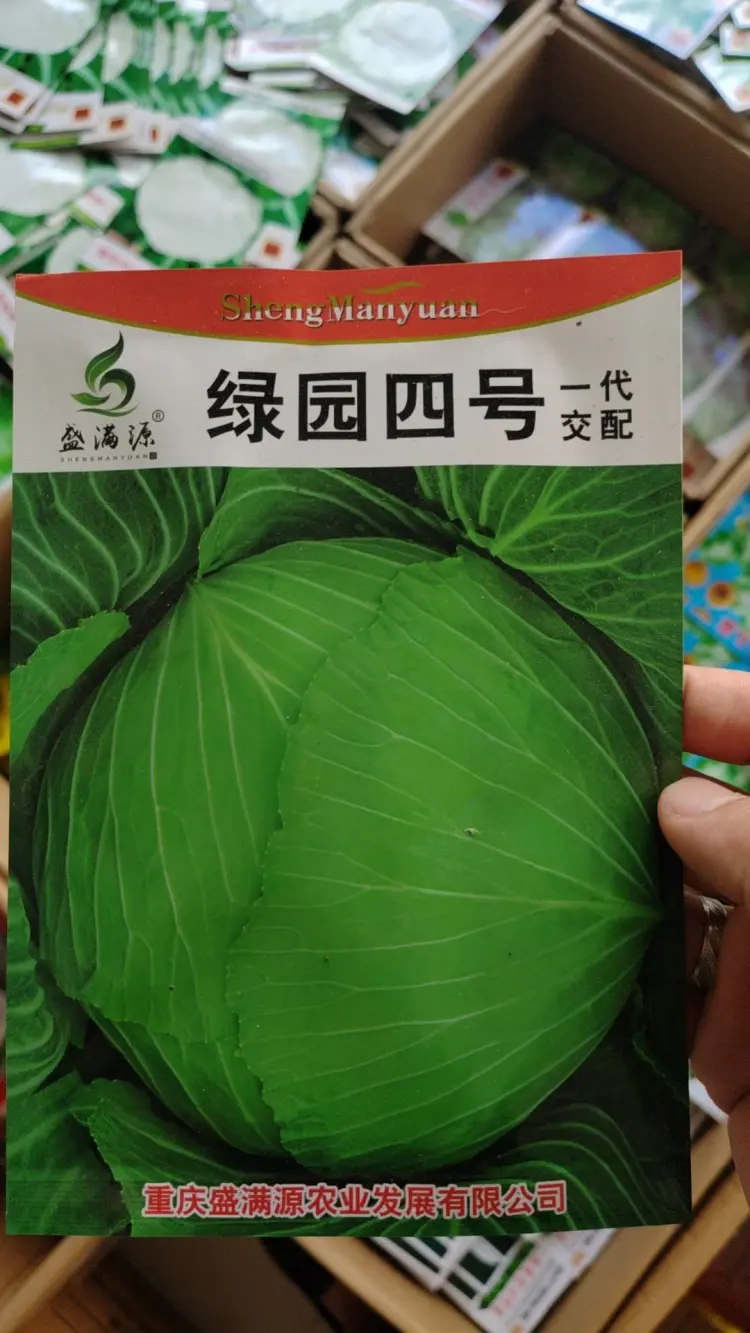 ShengManyuan
盛满源®
SHENGMANYUAN
绿园四号
一代
交配
重庆盛满源农业发展有限公司